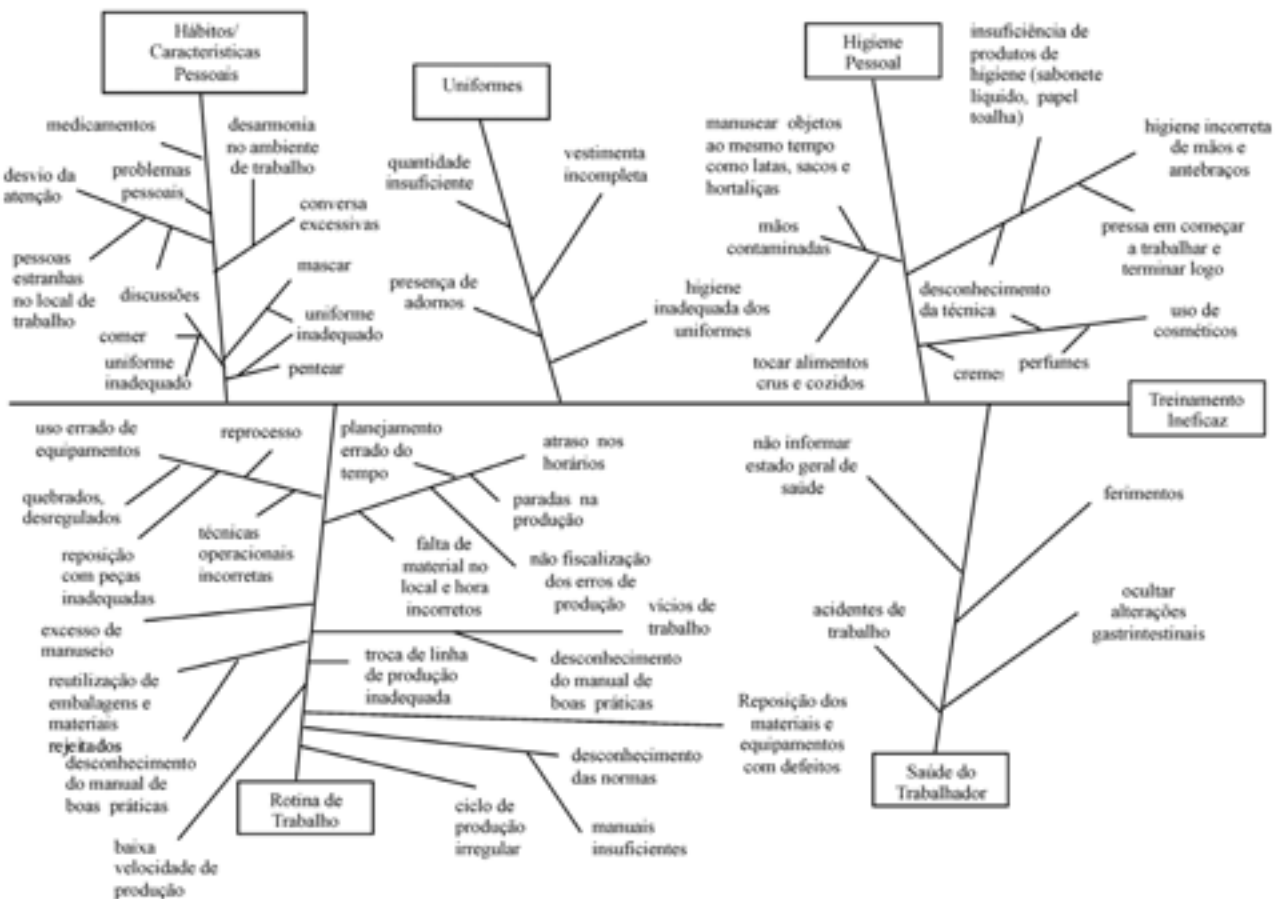 Hábitos/
Características
Pessoais
medicamentos
desarmonia
no ambiente
de trabalho
desvio da
atenção
problemas
pessoais
conversa
excessivas
pessoas
estranhas
no local de
trabalho
discussões
mascar
comer
uniforme
inadequado
uniforme
inadequado
pentear
Uniformes
quantidade
insuficiente
vestimenta
incompleta
presença de
adornos
higiene
inadequada dos
uniformes
Higiene
Pessoal
insuficiência de
produtos de
higiene (sabonete
líquido, papel
toalha)
manusear objetos
ao mesmo tempo
como latas, sacos e
hortaliças
higiene incorreta
de mãos e
antebraços
mãos
contaminadas
pressa em começar
a trabalhar e
terminar logo
desconhecimento
da técnica
uso de
cosméticos
tocar alimentos
crus e cozidos
cremes
perfumes
Treinamento
Ineficaz
uso errado de
equipamentos
reprocesso
planejamento
errado do
tempo
atraso nos
horários
quebrados,
desregulados
técnicas
operacionais
incorretas
paradas na
produção
reposição
com peças
inadequadas
falta de
material no
local e hora
incorretos
não fiscalização
dos erros de
produção
excesso de
manuseio
vícios de
trabalho
reutilização de
embalagens e
materiais
rejeitados
troca de linha
de produção
inadequada
desconhecimento
do manual de
boas práticas
desconhecimento
do manual de
boas práticas
Reposição dos
materiais e
equipamentos
com defeitos
desconhecimento
das normas
Rotina de
Trabalho
ciclo de
produção
irregular
manuais
insuficientes
baixa
velocidade de
produção
não informar
estado geral de
saúde
ferimentos
acidentes de
trabalho
ocultar
alterações
gastrintestinais
Saúde do
Trabalhador